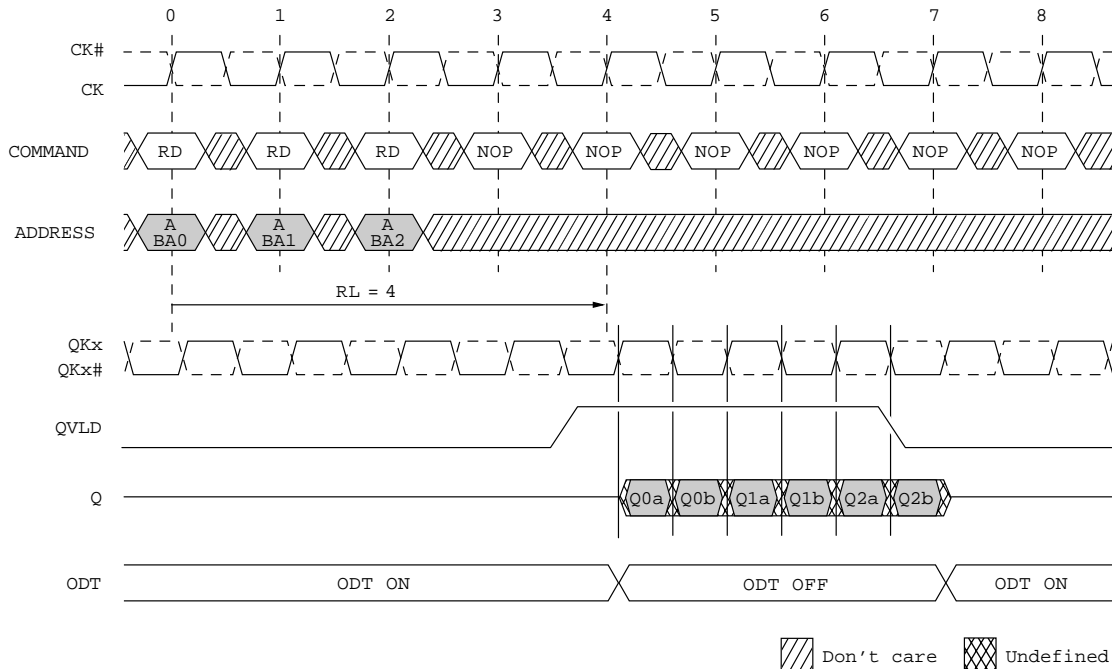 0 1 2 3 4 5 6 7 8
CK#
CK
COMMAND RD RD RD NOP NOP NOP NOP NOP NOP
ADDRESS A BA0 A BA1 A BA2
RL = 4
QKx
QKx#
QVLD
Q Q0a Q0b Q1a Q1b Q2a Q2b
ODT ODT ON ODT OFF ODT ON
Don't care Undefined